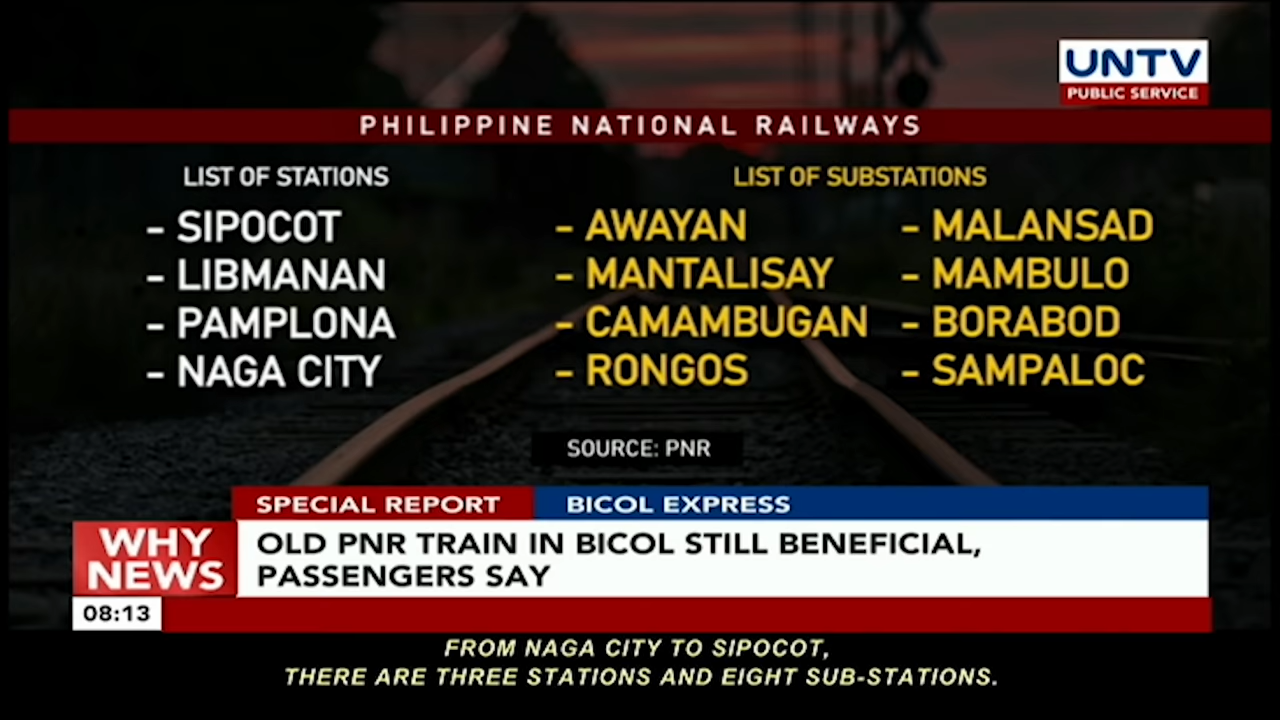 UNTV
PUBLIC SERVICE
PHILIPPINE NATIONAL RAILWAYS
LIST OF STATIONS
- SIPOCOT
- LIBMANAN
- PAMPLONA
- NAGA CITY
LIST OF SUBSTATIONS
- AWAYAN
- MANTALISAY
- CAMAMBUGAN
- RONGOS
- MALANSAD
- MAMBULO
- BORABOD
- SAMPALOC
SOURCE: PNR
SPECIAL REPORT
BICOL EXPRESS
WHY
NEWS
OLD PNR TRAIN IN BICOL STILL BENEFICIAL,
PASSENGERS SAY
08:13
FROM NAGA CITY TO SIPOCOT,
THERE ARE THREE STATIONS AND EIGHT SUB-STATIONS.